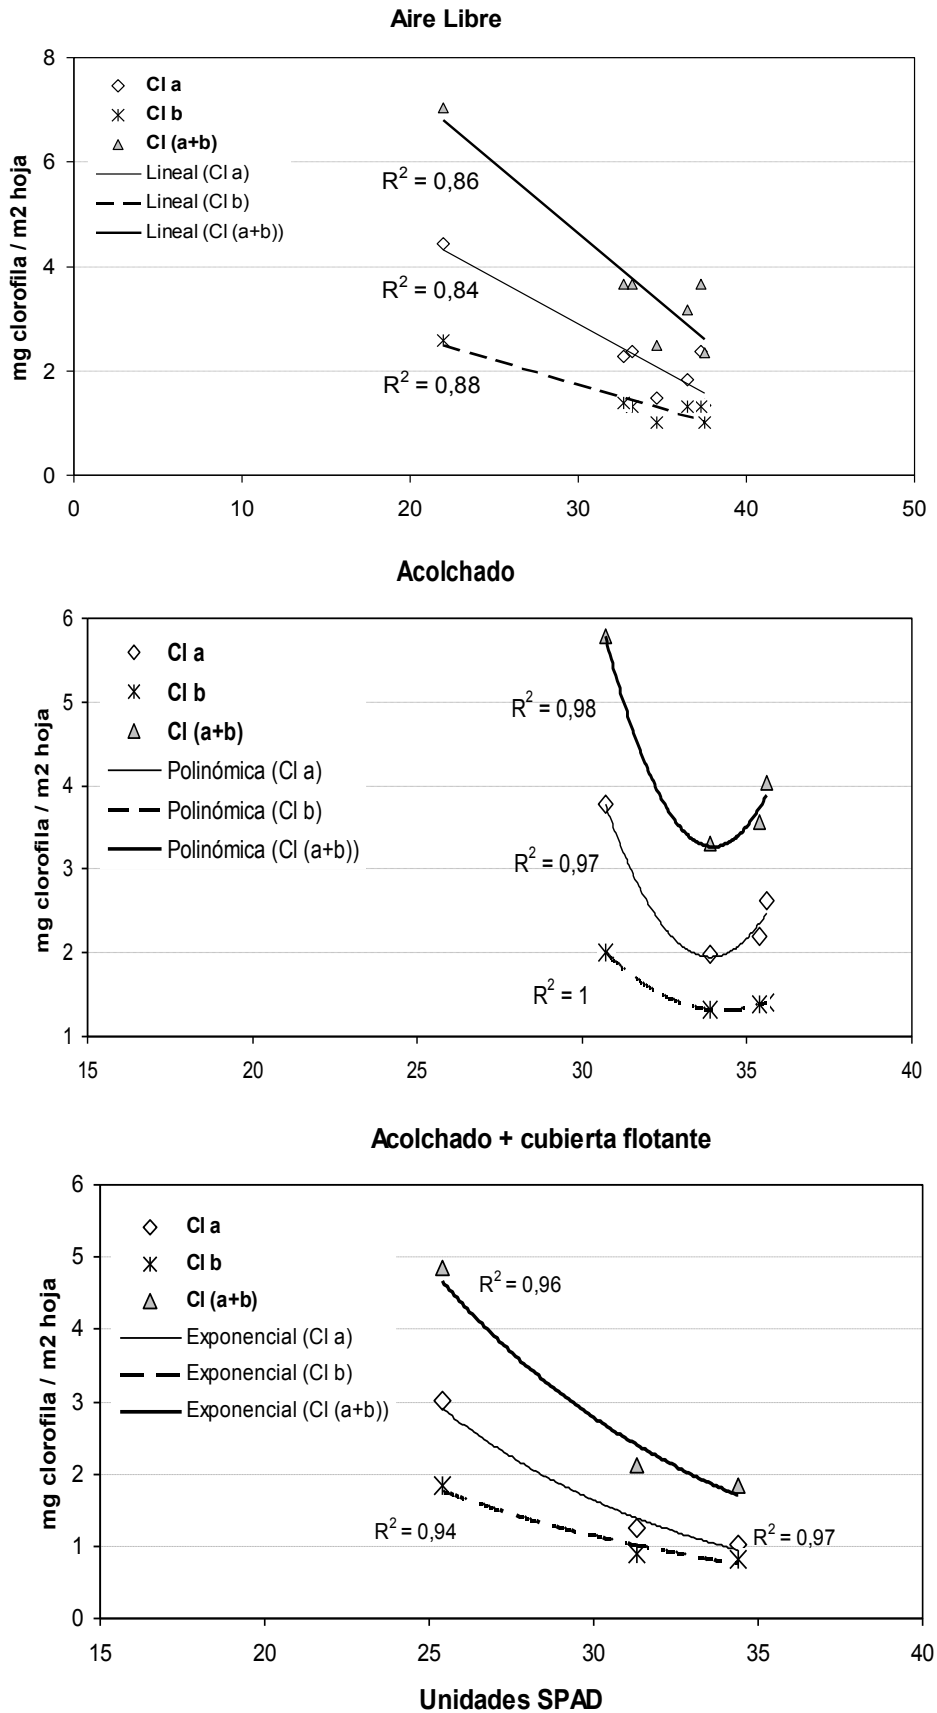 Aire Libre
mg clorofila / m2 hoja
8
6
4
2
0
Cl a
Cl b
Cl (a+b)
Lineal (Cl a)
Lineal (Cl b)
Lineal (Cl (a+b))
R² = 0,86
R² = 0,84
R² = 0,88
0 10 20 30 40 50
Acolchado
mg clorofila / m2 hoja
6
5
4
3
2
1
Cl a
Cl b
Cl (a+b)
Polinómica (Cl a)
Polinómica (Cl b)
Polinómica (Cl (a+b))
R² = 0,98
R² = 0,97
R² = 1
15 20 25 30 35 40
Acolchado + cubierta flotante
mg clorofila / m2 hoja
6
5
4
3
2
1
0
Cl a
Cl b
Cl (a+b)
Exponencial (Cl a)
Exponencial (Cl b)
Exponencial (Cl (a+b))
R² = 0,96
R² = 0,94
R² = 0,97
15 20 25 30 35 40
Unidades SPAD